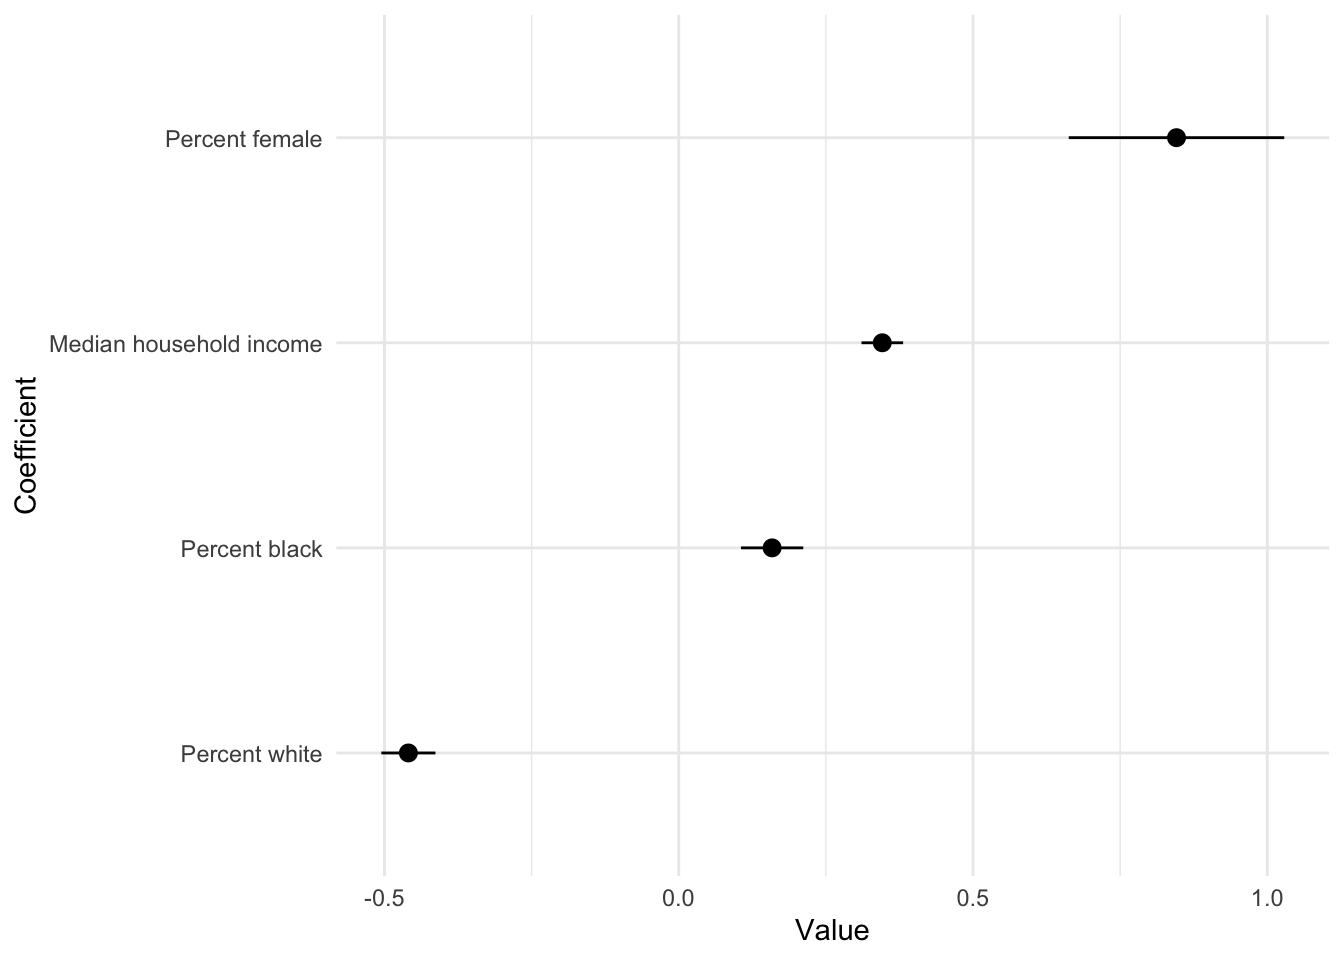 Percent female
Median household income
Percent black
Percent white
Coefficient
-0.5 0.0 0.5 1.0
Value